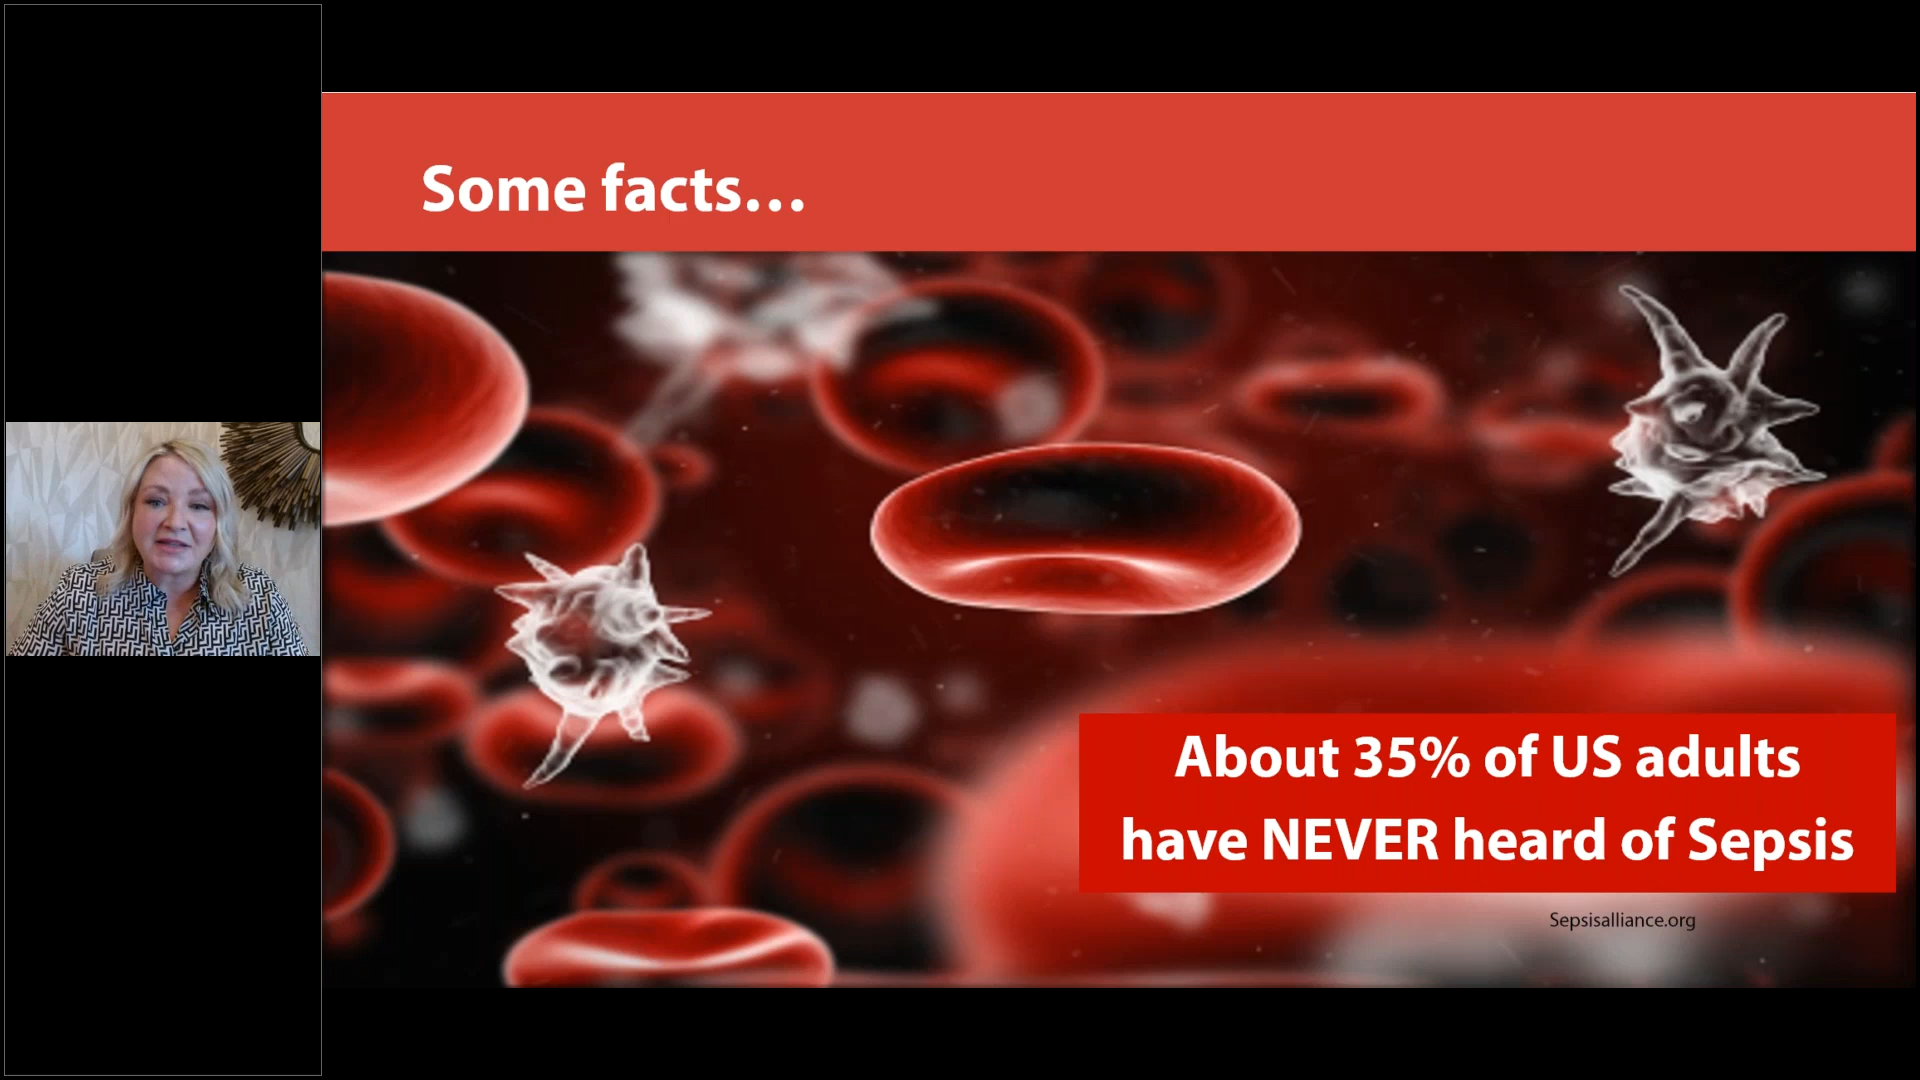 Some facts…
About 35% of US adults
have NEVER heard of Sepsis
Sepsisalliance.org